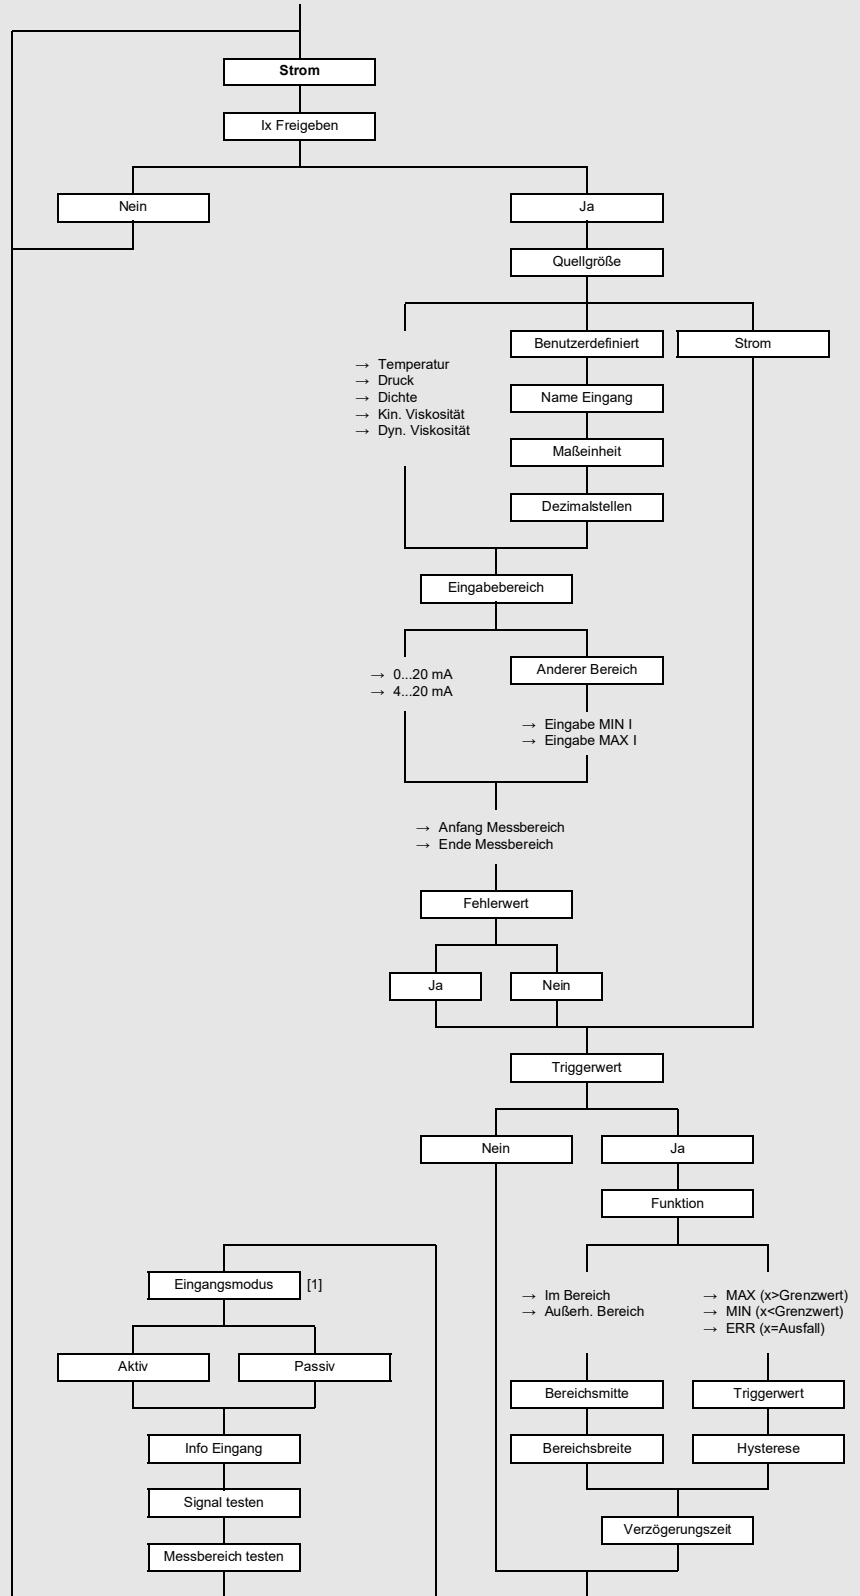 Strom
Ix Freigeben
Nein
Ja
Quellgröße
Benutzerdefiniert
Strom
→ Temperatur
→ Druck
→ Dichte
→ Kin. Viskosität
→ Dyn. Viskosität
Name Eingang
Maßeinheit
Dezimalstellen
Eingabebereich
→ 0...20 mA
→ 4...20 mA
Anderer Bereich
→ Eingabe MIN I
→ Eingabe MAX I
→ Anfang Messbereich
→ Ende Messbereich
Fehlerwert
Ja
Nein
Triggerwert
Nein
Ja
Funktion
→ Im Bereich
→ Außerh. Bereich
→ MAX (x>Grenzwert)
→ MIN (x<Grenzwert)
→ ERR (x=Ausfall)
Bereichsmitte
Triggerwert
Bereichsbreite
Hysterese
Verzögerungszeit
Eingangsmodus [1]
Aktiv
Passiv
Info Eingang
Signal testen
Messbereich testen